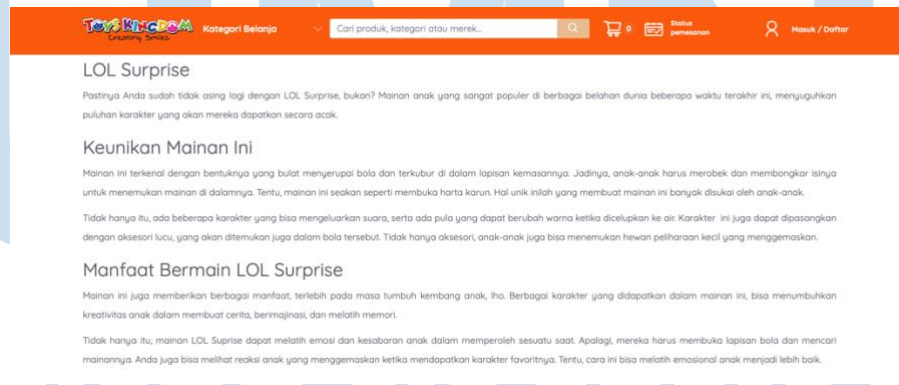 TOYS KINGDOM
Creating Smiles
Kategori Belanja
Cari produk, kategori atau merek...
0
Status
pemesanan
Masuk / Daftar
LOL Surprise
Pastinya Anda sudah tidak asing lagi dengan LOL Surprise, bukan? Mainan anak yang sangat populer di berbagai belahan dunia beberapa waktu terakhir ini, menyuguhkan
puluhan karakter yang akan mereka dapatkan secara acak.
Keunikan Mainan Ini
Mainan ini terkenal dengan bentuknya yang bulat menyerupai bola dan terkubur di dalam lapisan kemasannya. Jadinya, anak-anak harus merobek dan membongkar isinya
untuk menemukan mainan di dalamnya. Tentu, mainan ini seakan seperti membuka harta karun. Hal unik inilah yang membuat mainan ini banyak disukai oleh anak-anak.
Tidak hanya itu, ada beberapa karakter yang bisa mengeluarkan suara, serta ada pula yang dapat berubah warna ketika dicelupkan ke air. Karakter ini juga dapat dipasangkan
dengan aksesori lucu, yang akan ditemukan juga dalam bola tersebut. Tidak hanya aksesori, anak-anak juga bisa menemukan hewan peliharaan kecil yang menggemaskan.
Manfaat Bermain LOL Surprise
Mainan ini juga memberikan berbagai manfaat, terlebih pada masa tumbuh kembang anak, lho. Berbagai karakter yang didapatkan dalam mainan ini, bisa menumbuhkan
kreativitas anak dalam membuat cerita, berimajinasi, dan melatih memori.
Tidak hanya itu, mainan LOL Suprise dapat melatih emosi dan kesabaran anak dalam memperoleh sesuatu saat. Apalagi, mereka harus membuka lapisan bola dan mencari
mainannya. Anda juga bisa melihat reaksi anak yang menggemaskan ketika mendapatkan karakter favoritnya. Tentu, cara ini bisa melatih emosional anak menjadi lebih baik.